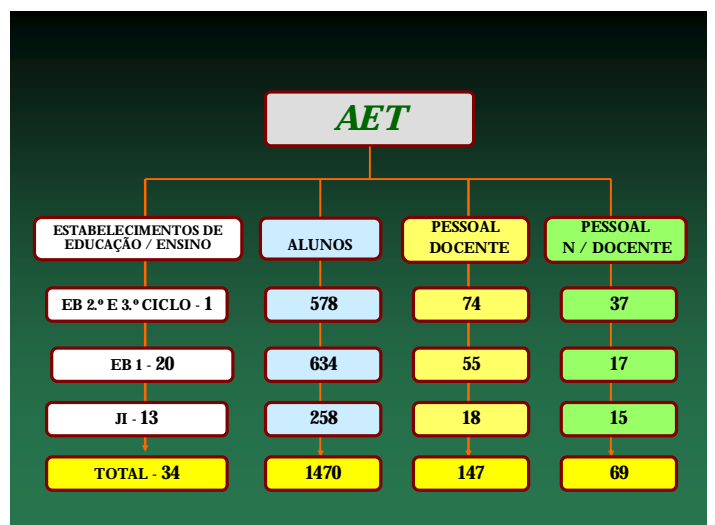 AET
ESTABELECIMENTOS DE
EDUCAÇÃO / ENSINO
ALUNOS
PESSOAL
DOCENTE
PESSOAL
N / DOCENTE
EB 2.º E 3.º CICLO - 1
578
74
37
EB 1 - 20
634
55
17
JI - 13
258
18
15
TOTAL - 34
1470
147
69